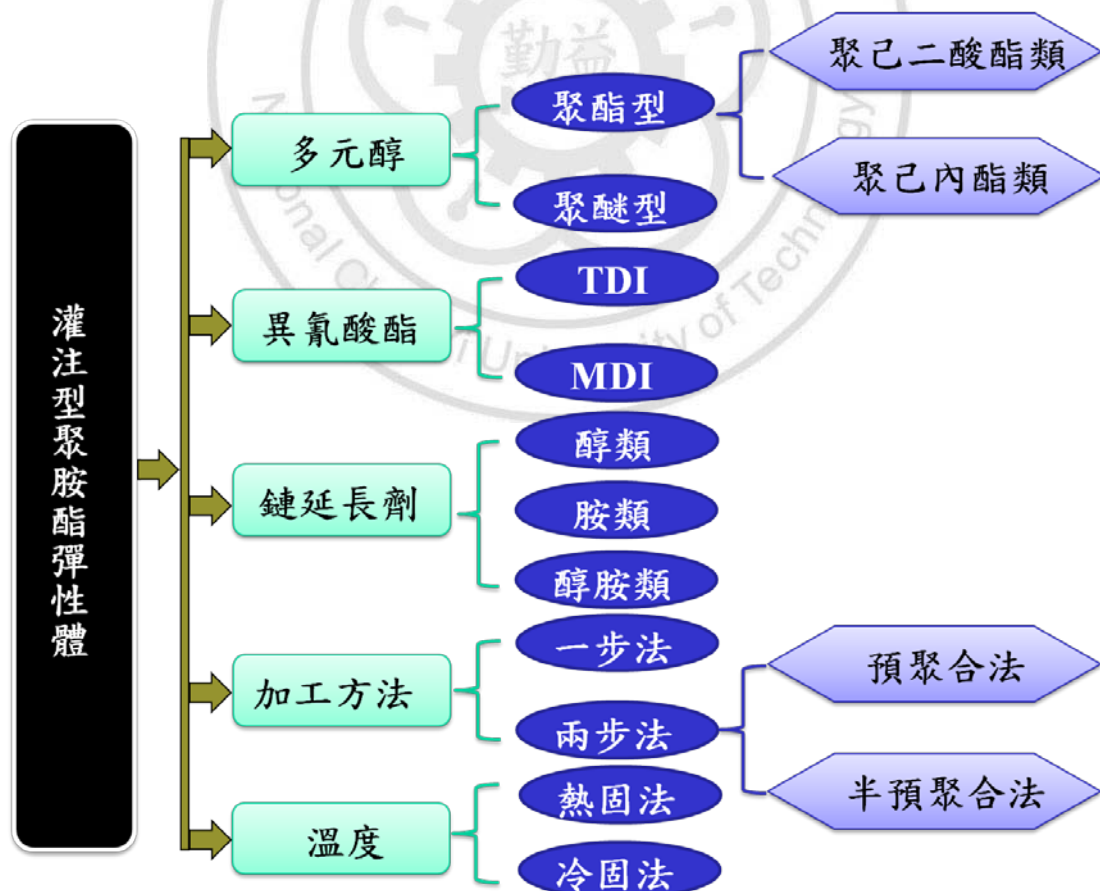 灌注型聚胺酯彈性體
多元醇
聚酯型
聚己二酸酯類
聚己內酯類
聚醚型
異氰酸酯
TDI
MDI
鏈延長劑
醇類
胺類
醇胺類
加工方法
一步法
兩步法
預聚合法
半預聚合法
溫度
熱固法
冷固法
勤益